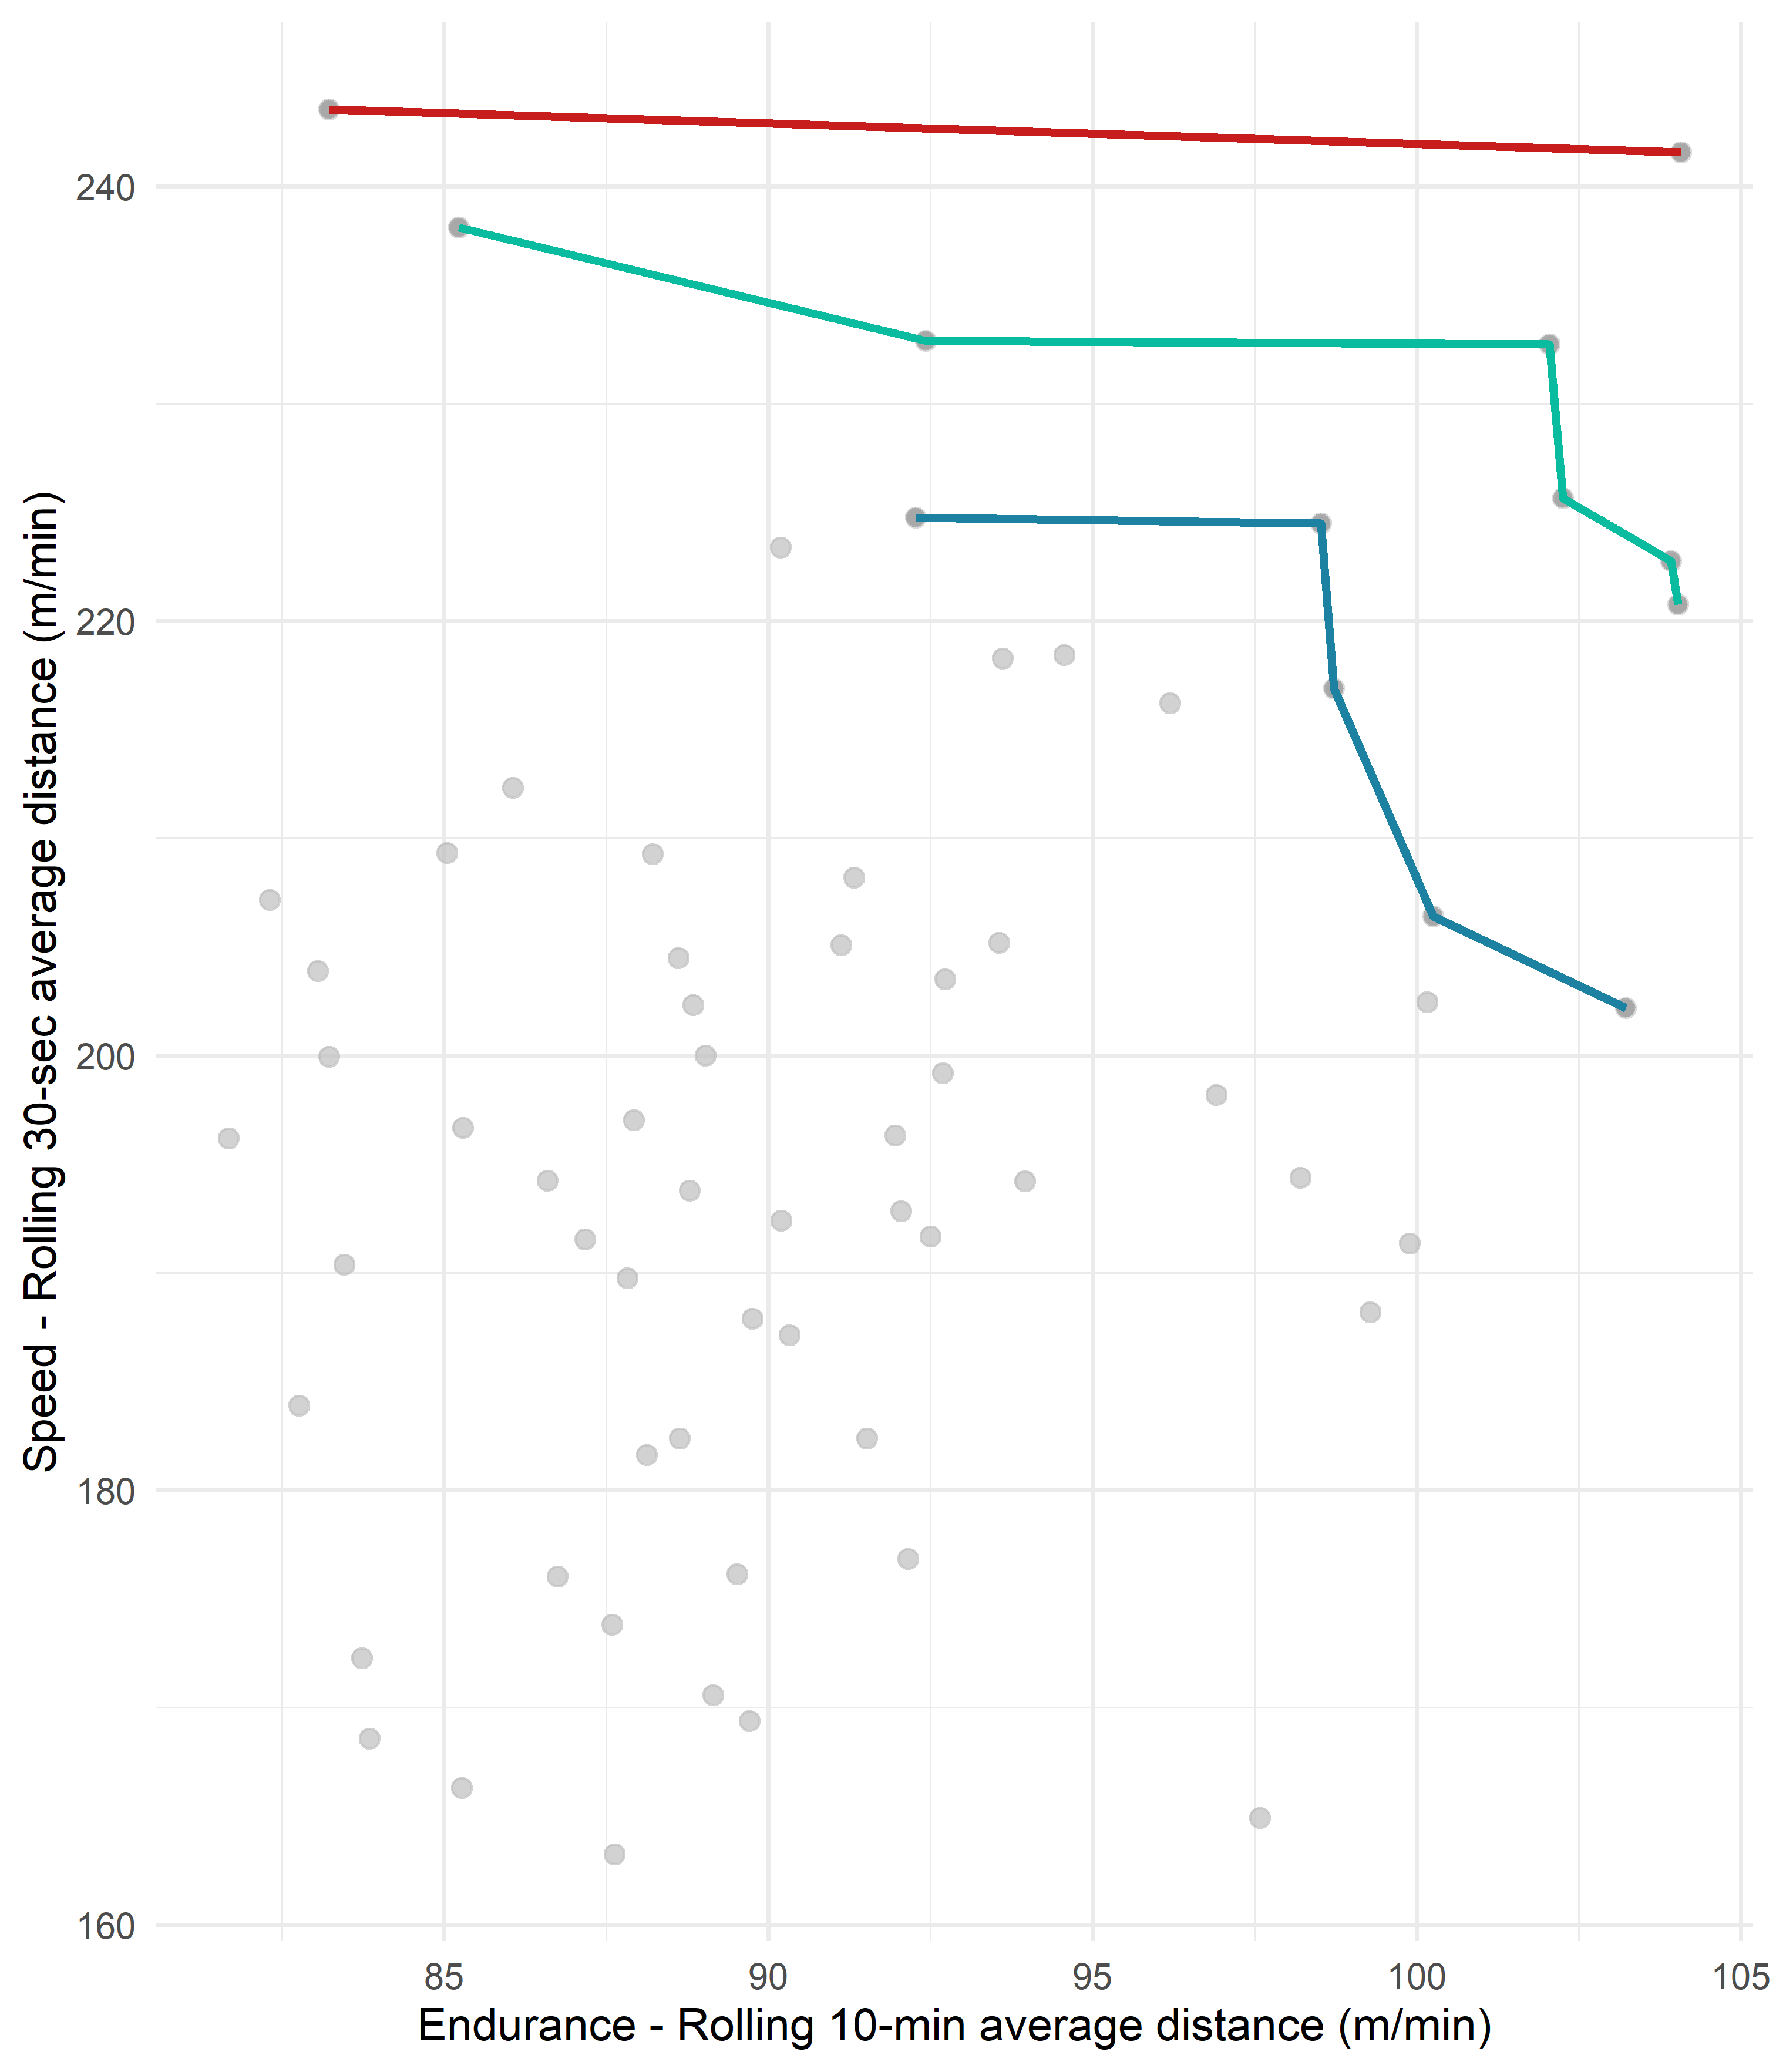 Speed - Rolling 30-sec average distance (m/min)
240
220
200
180
160
85 90 95 100 105
Endurance - Rolling 10-min average distance (m/min)